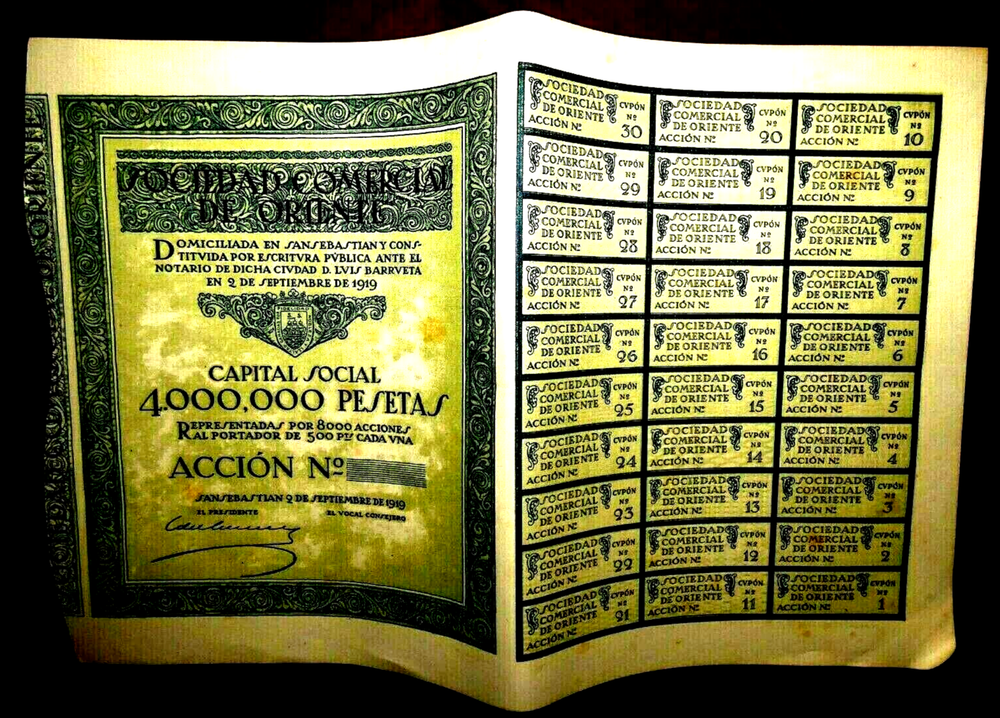 ORIENTE
SOCIEDAD COMERCIAL
DE ORIENTE
DOMICILIADA EN SANSEBASTIAN Y CONS-
TITVIDA POR ESCRITVRA PVBLICA ANTE EL
NOTARIO DE DICHA CIVDAD D. LVIS BARRVETA
EN 2 DE SEPTIEMBRE DE 1919
CAPITAL SOCIAL
4.000,000 PESETAS
REPRESENTADAS POR 8000 ACCIONES
AL PORTADOR DE 500 PTS CADA VNA
ACCIÓN Nº
SANSEBASTIAN 2 DE SEPTIEMBRE DE 1919
EL PRESIDENTE EL VOCAL CONSEJERO
SOCIEDAD
COMERCIAL CVPÓN
DE ORIENTE Nº
ACCIÓN Nº 30
SOCIEDAD
COMERCIAL CVPÓN
DE ORIENTE Nº
ACCIÓN Nº 20
SOCIEDAD
COMERCIAL CVPÓN
DE ORIENTE Nº
ACCIÓN Nº 10
SOCIEDAD
COMERCIAL CVPÓN
DE ORIENTE Nº
ACCIÓN Nº 29
SOCIEDAD
COMERCIAL CVPÓN
DE ORIENTE Nº
ACCIÓN Nº 19
SOCIEDAD
COMERCIAL CVPÓN
DE ORIENTE Nº
ACCIÓN Nº 9
SOCIEDAD
COMERCIAL CVPÓN
DE ORIENTE Nº
ACCIÓN Nº 28
SOCIEDAD
COMERCIAL CVPÓN
DE ORIENTE Nº
ACCIÓN Nº 18
SOCIEDAD
COMERCIAL CVPÓN
DE ORIENTE Nº
ACCIÓN Nº 8
SOCIEDAD
COMERCIAL CVPÓN
DE ORIENTE Nº
ACCIÓN Nº 27
SOCIEDAD
COMERCIAL CVPÓN
DE ORIENTE Nº
ACCIÓN Nº 17
SOCIEDAD
COMERCIAL CVPÓN
DE ORIENTE Nº
ACCIÓN Nº 7
SOCIEDAD
COMERCIAL CVPÓN
DE ORIENTE Nº
ACCIÓN Nº 26
SOCIEDAD
COMERCIAL CVPÓN
DE ORIENTE Nº
ACCIÓN Nº 16
SOCIEDAD
COMERCIAL CVPÓN
DE ORIENTE Nº
ACCIÓN Nº 6
SOCIEDAD
COMERCIAL CVPÓN
DE ORIENTE Nº
ACCIÓN Nº 25
SOCIEDAD
COMERCIAL CVPÓN
DE ORIENTE Nº
ACCIÓN Nº 15
SOCIEDAD
COMERCIAL CVPÓN
DE ORIENTE Nº
ACCIÓN Nº 5
SOCIEDAD
COMERCIAL CVPÓN
DE ORIENTE Nº
ACCIÓN Nº 24
SOCIEDAD
COMERCIAL CVPÓN
DE ORIENTE Nº
ACCIÓN Nº 14
SOCIEDAD
COMERCIAL CVPÓN
DE ORIENTE Nº
ACCIÓN Nº 4
SOCIEDAD
COMERCIAL CVPÓN
DE ORIENTE Nº
ACCIÓN Nº 23
SOCIEDAD
COMERCIAL CVPÓN
DE ORIENTE Nº
ACCIÓN Nº 13
SOCIEDAD
COMERCIAL CVPÓN
DE ORIENTE Nº
ACCIÓN Nº 3
SOCIEDAD
COMERCIAL CVPÓN
DE ORIENTE Nº
ACCIÓN Nº 22
SOCIEDAD
COMERCIAL CVPÓN
DE ORIENTE Nº
ACCIÓN Nº 12
SOCIEDAD
COMERCIAL CVPÓN
DE ORIENTE Nº
ACCIÓN Nº 2
SOCIEDAD
COMERCIAL CVPÓN
DE ORIENTE Nº
ACCIÓN Nº 21
SOCIEDAD
COMERCIAL CVPÓN
DE ORIENTE Nº
ACCIÓN Nº 11
SOCIEDAD
COMERCIAL CVPÓN
DE ORIENTE Nº
ACCIÓN Nº 1